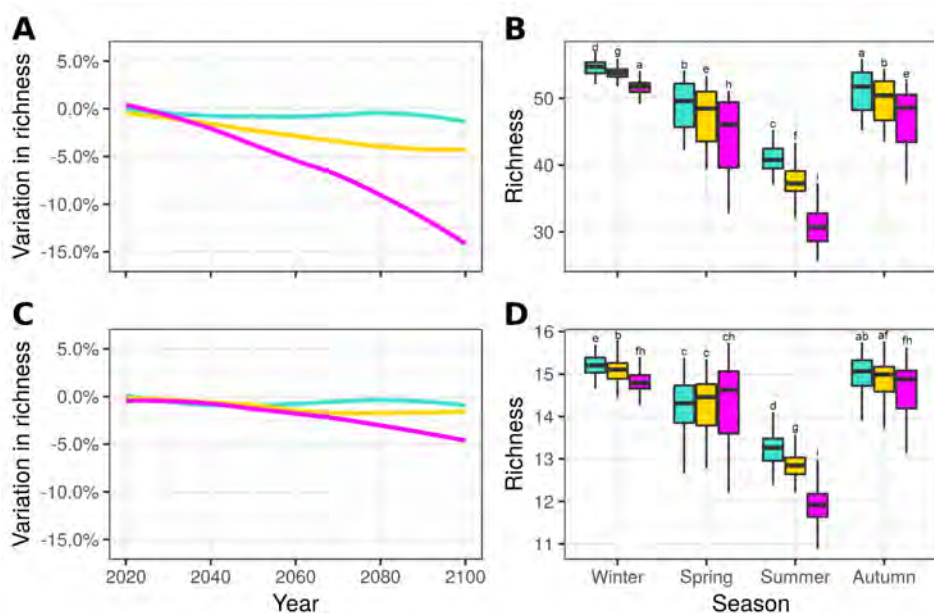 A
Variation in richness
5.0%
0.0%
-5.0%
-10.0%
-15.0%
B
Richness
50
40
30
d g a
b e h
c f i
a b e
C
Variation in richness
5.0%
0.0%
-5.0%
-10.0%
-15.0%
2020 2040 2060 2080 2100
Year
D
Richness
16
15
14
13
12
11
e b fh
c c ch
d g i
ab af fh
Winter Spring Summer Autumn
Season